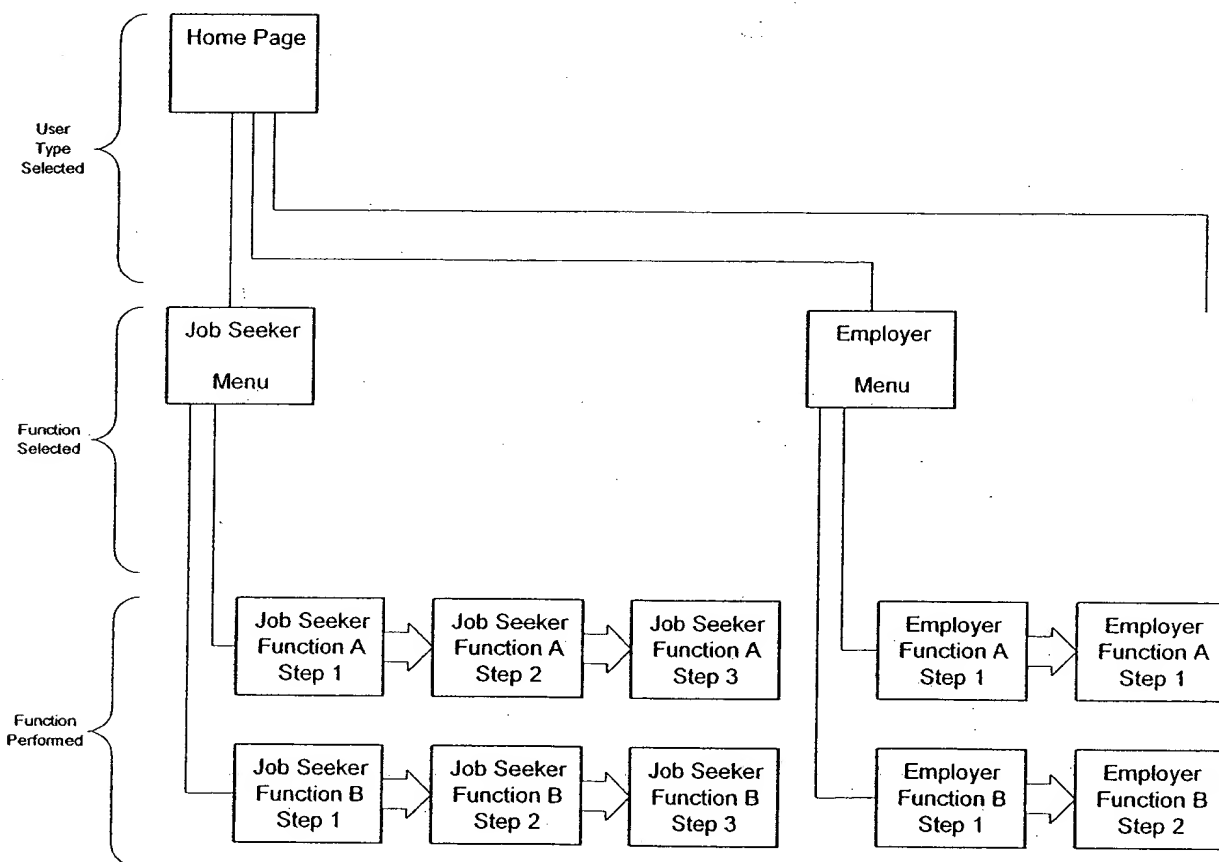 Home Page
User
Type
Selected
Job Seeker
Menu
Employer
Menu
Function
Selected
Job Seeker
Function A
Step 1
Job Seeker
Function A
Step 2
Job Seeker
Function A
Step 3
Employer
Function A
Step 1
Employer
Function A
Step 1
Function
Performed
Job Seeker
Function B
Step 1
Job Seeker
Function B
Step 2
Job Seeker
Function B
Step 3
Employer
Function B
Step 1
Employer
Function B
Step 2